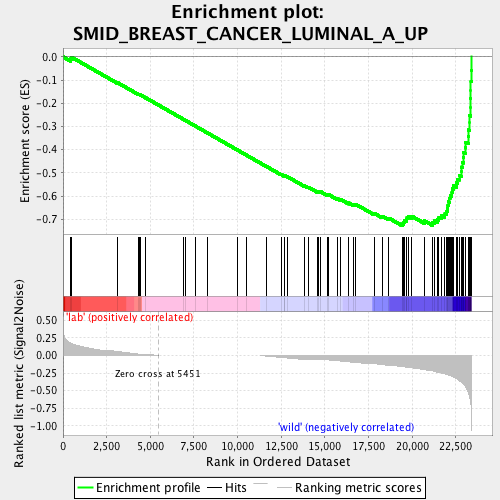 Enrichment plot:
SMID_BREAST_CANCER_LUMINAL_A_UP
Enrichment score (ES)
0.0
-0.1
-0.2
-0.3
-0.4
-0.5
-0.6
-0.7
Ranked list metric (Signal2Noise)
0.50
0.25
0.00
-0.25
-0.50
-0.75
-1.00
'lab' (positively correlated)
Zero cross at 5451
'wild' (negatively correlated)
0
2,500
5,000
7,500
10,000
12,500
15,000
17,500
20,000
22,500
Rank in Ordered Dataset
Enrichment profile
Hits
Ranking metric scores